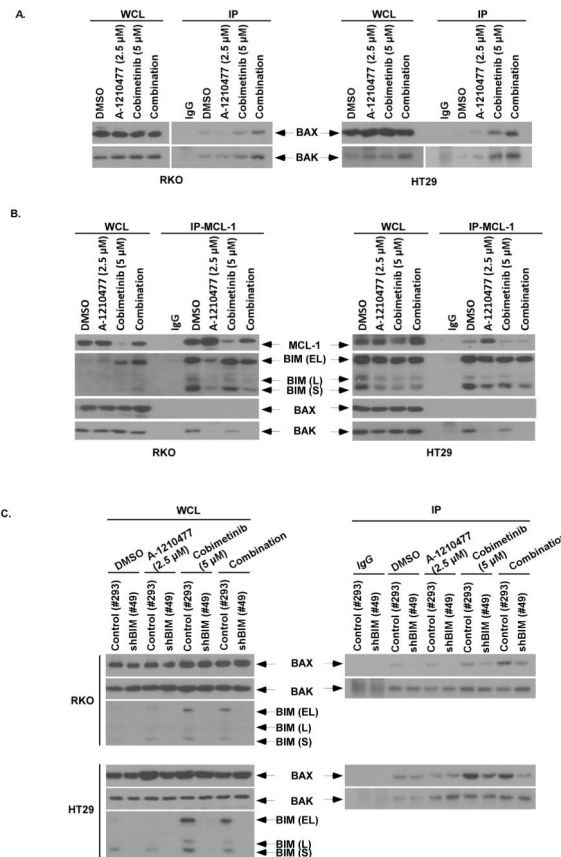 A.
WCL IP WCL IP
DMSO
A-1210477 (2.5 µM)
Cobimetinib (5 µM)
Combination
IgG
DMSO
A-1210477 (2.5 µM)
Cobimetinib (5 µM)
Combination
DMSO
A-1210477 (2.5 µM)
Cobimetinib (5 µM)
Combination
IgG
DMSO
A-1210477 (2.5 µM)
Cobimetinib (5 µM)
Combination
BAX
BAK
RKO HT29
B.
WCL IP-MCL-1 WCL IP-MCL-1
DMSO
A-1210477 (2.5 µM)
Cobimetinib (5 µM)
Combination
IgG
DMSO
A-1210477 (2.5 µM)
Cobimetinib (5 µM)
Combination
DMSO
A-1210477 (2.5 µM)
Cobimetinib (5 µM)
Combination
IgG
DMSO
A-1210477 (2.5 µM)
Cobimetinib (5 µM)
Combination
MCL-1
BIM (EL)
BIM (L)
BIM (S)
BAX
BAK
RKO HT29
C.
WCL IP
DMSO
A-1210477
(2.5 µM)
Cobimetinib
(5 µM)
Combination
IgG
DMSO
A-1210477
(2.5 µM)
Cobimetinib
(5 µM)
Combination
Control (#293)
shBIM (#49)
Control (#293)
shBIM (#49)
Control (#293)
shBIM (#49)
Control (#293)
shBIM (#49)
Control (#293)
shBIM (#49)
Control (#293)
shBIM (#49)
Control (#293)
shBIM (#49)
Control (#293)
shBIM (#49)
Control (#293)
shBIM (#49)
RKO
BAX
BAK
BIM (EL)
BIM (L)
BIM (S)
HT29
BAX
BAK
BIM (EL)
BIM (L)
BIM (S)